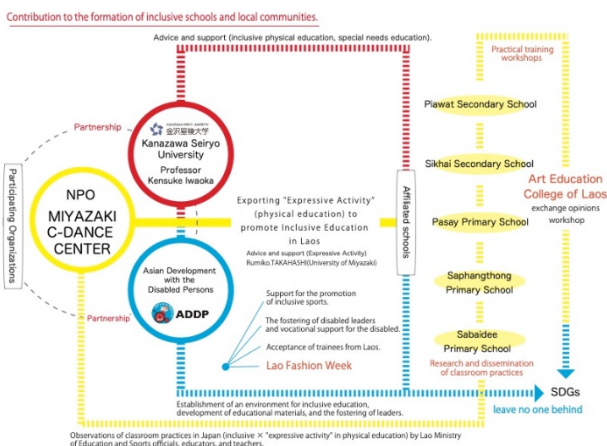 Contribution to the formation of inclusive schools and local communities.
Advice and support (inclusive physical education, special needs education).
Practical training
workshops
Partnership
金沢星稜大学
Kanazawa Seiryo
University
Professor
Kensuke Iwaoka
Participating Organizations
NPO
MIYAZAKI
C-DANCE
CENTER
Exporting "Expressive Activity"
(physical education) to
promote Inclusive Education
in Laos
Advice and support (Expressive Activity)
Rumiko.TAKAHASHI(University of Miyazaki)
Affiliated schools
Piawat Secondary School
Sikhai Secondary School
Pasay Primary School
Saphangthong
Primary School
Sabaidee
Primary School
Art Education
College of Laos
exchange opinions
workshop
Asian Development
with the
Disabled Persons
ADDP
Partnership
Support for the promotion
of inclusive sports.
The fostering of disabled leaders
and vocational support for the disabled.
Acceptance of trainees from Laos.
Lao Fashion Week
Research and dissemination
of classroom practices
SDGs
leave no one behind
Establishment of an environment for inclusive education,
development of educational materials, and the fostering of leaders.
Observations of classroom practices in Japan (inclusive × "expressive activity" in physical education) by Lao Ministry
of Education and Sports officials, educators, and teachers.